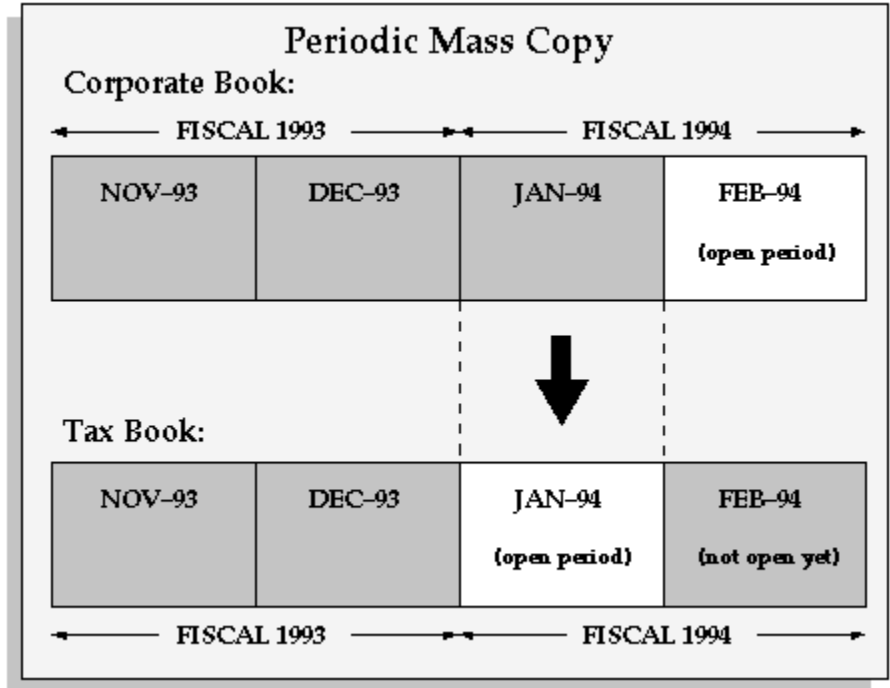 Periodic Mass Copy
Corporate Book:
FISCAL 1993 FISCAL 1994
NOV–93 DEC–93 JAN–94 FEB–94
(open period)
Tax Book:
NOV–93 DEC–93 JAN–94 FEB–94
(open period) (not open yet)
FISCAL 1993 FISCAL 1994